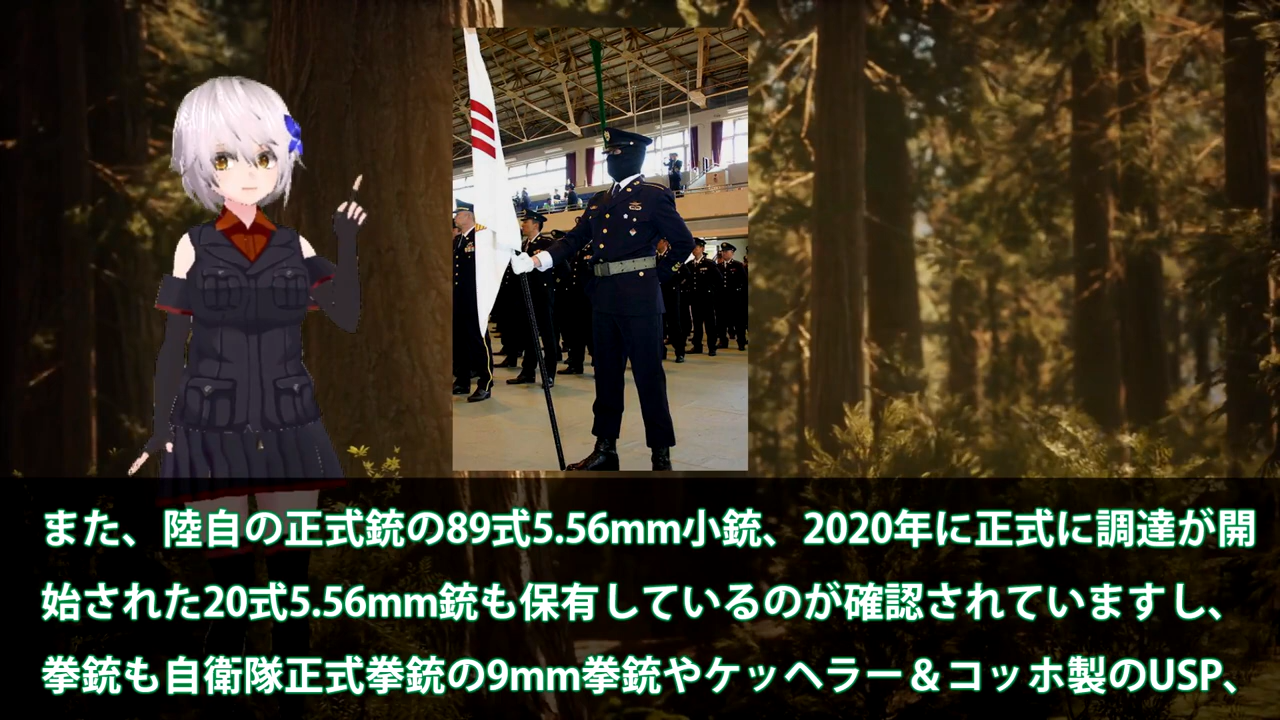 また、陸自の正式銃の89式5.56mm小銃、2020年に正式に調達が開
始された20式5.56mm銃も保有しているのが確認されていますし、
拳銃も自衛隊正式拳銃の9mm拳銃やケッヘラー＆コッホ製のUSP、